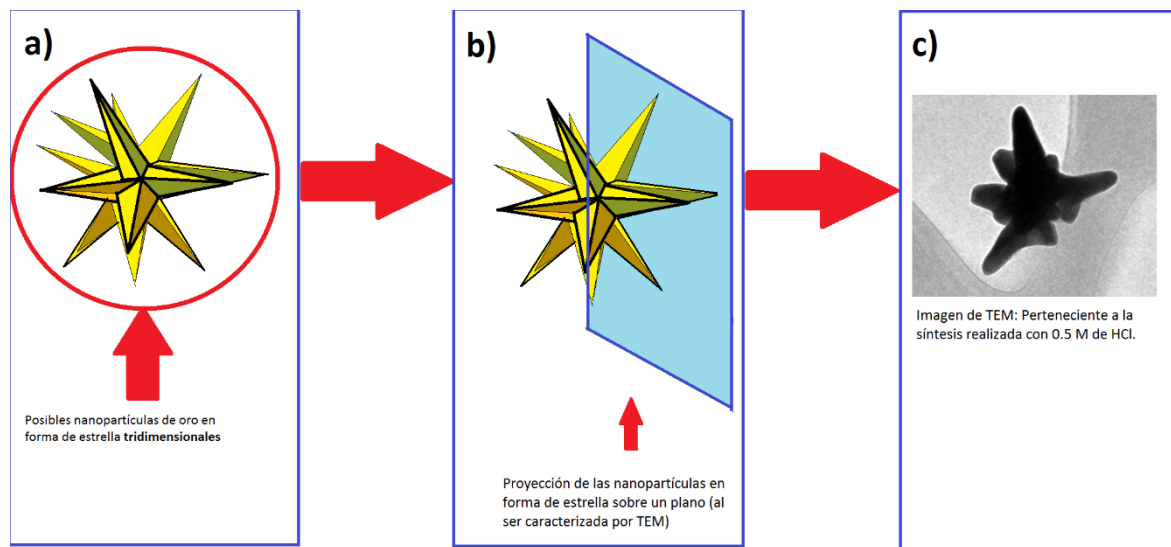 a)
Posibles nanopartículas de oro en
forma de estrella tridimensionales
b)
Proyección de las nanopartículas en
forma de estrella sobre un plano (al
ser caracterizada por TEM)
c)
Imagen de TEM: Perteneciente a la
síntesis realizada con 0.5 M de HCl.